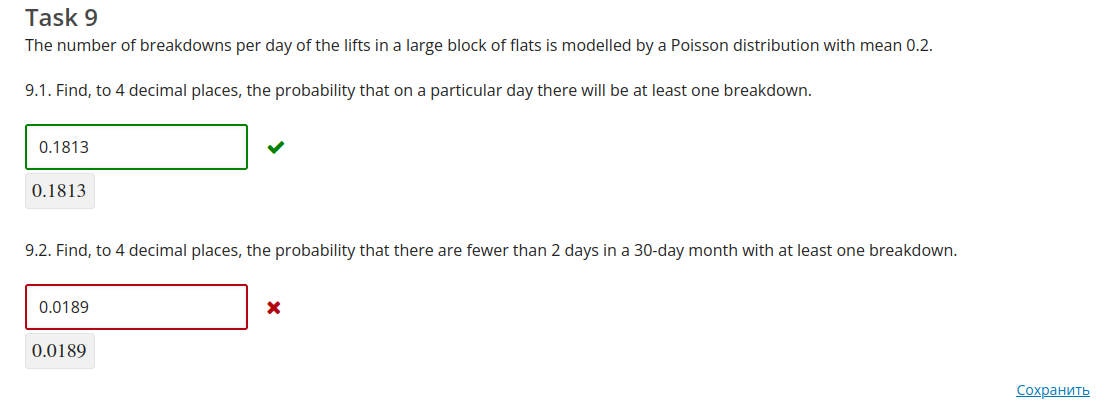 Task 9
The number of breakdowns per day of the lifts in a large block of flats is modelled by a Poisson distribution with mean 0.2.
9.1. Find, to 4 decimal places, the probability that on a particular day there will be at least one breakdown.
0.1813
0.1813
9.2. Find, to 4 decimal places, the probability that there are fewer than 2 days in a 30-day month with at least one breakdown.
0.0189
0.0189
Сохранить